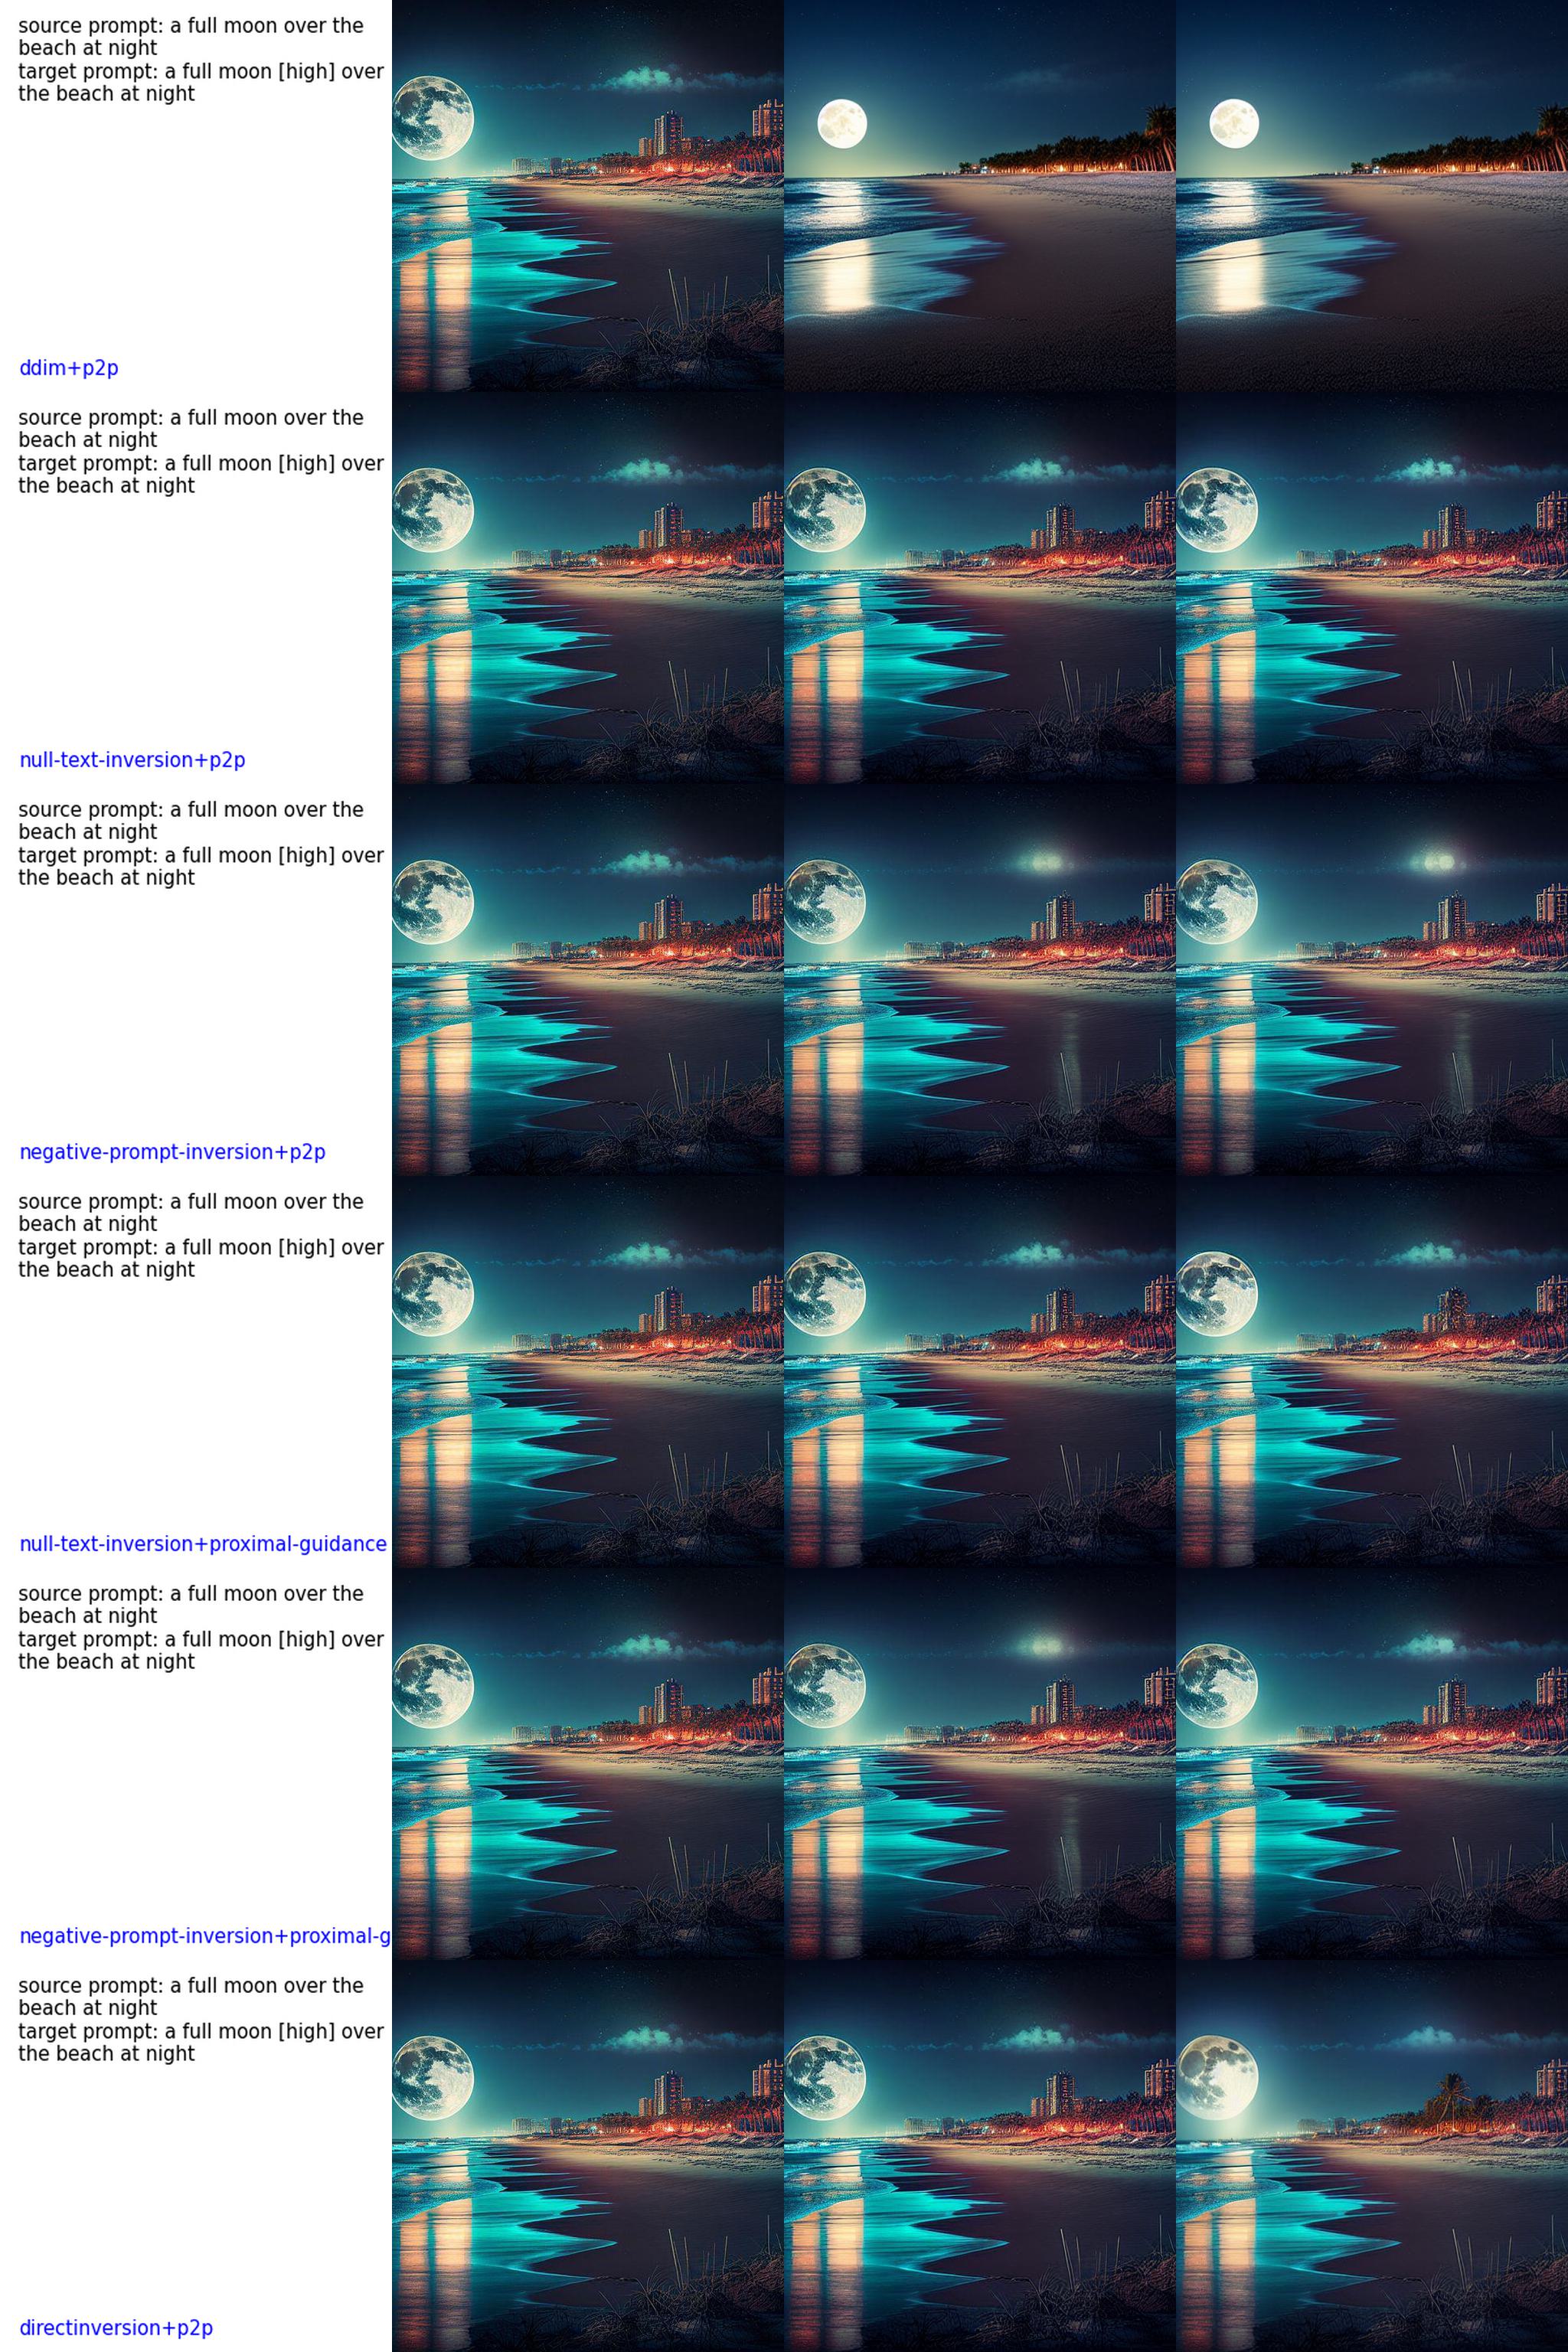 source prompt: a full moon over the
beach at night
target prompt: a full moon [high] over
the beach at night
ddim+p2p
source prompt: a full moon over the
beach at night
target prompt: a full moon [high] over
the beach at night
null-text-inversion+p2p
source prompt: a full moon over the
beach at night
target prompt: a full moon [high] over
the beach at night
negative-prompt-inversion+p2p
source prompt: a full moon over the
beach at night
target prompt: a full moon [high] over
the beach at night
null-text-inversion+proximal-guidance
source prompt: a full moon over the
beach at night
target prompt: a full moon [high] over
the beach at night
negative-prompt-inversion+proximal-g
source prompt: a full moon over the
beach at night
target prompt: a full moon [high] over
the beach at night
directinversion+p2p